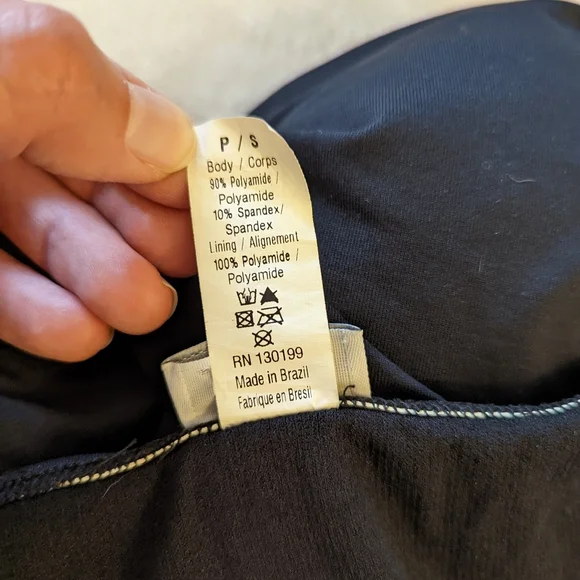 P / S
Body / Corps
90% Polyamide /
Polyamide
10% Spandex/
Spandex
Lining / Alignement
100% Polyamide /
Polyamide
RN 130199
Made in Brazil
Fabrique en Bresil